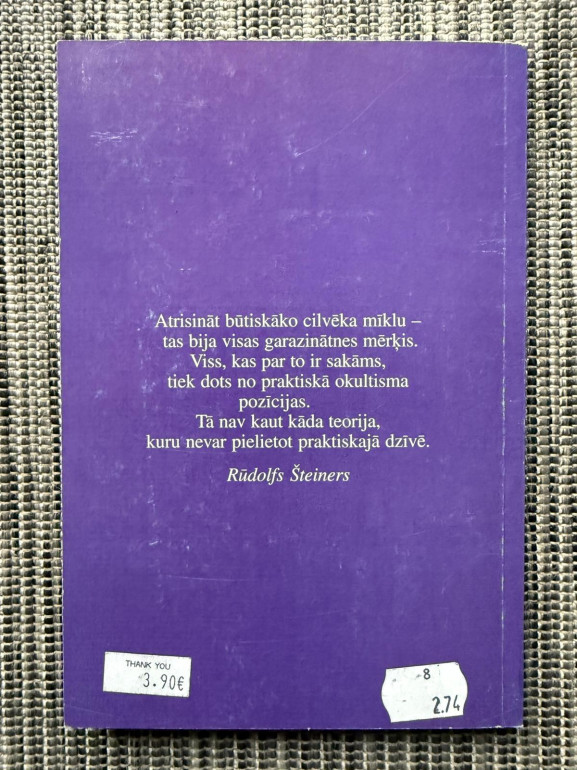 Atrisināt būtiskāko cilvēka mīklu –
tas bija visas garazinātnes mērķis.
Viss, kas par to ir sakāms,
tiek dots no praktiskā okultisma
pozīcijas.
Tā nav kaut kāda teorija,
kuru nevar pielietot praktiskajā dzīvē.
Rūdolfs Šteiners
THANK YOU
3.90€
8
2.74